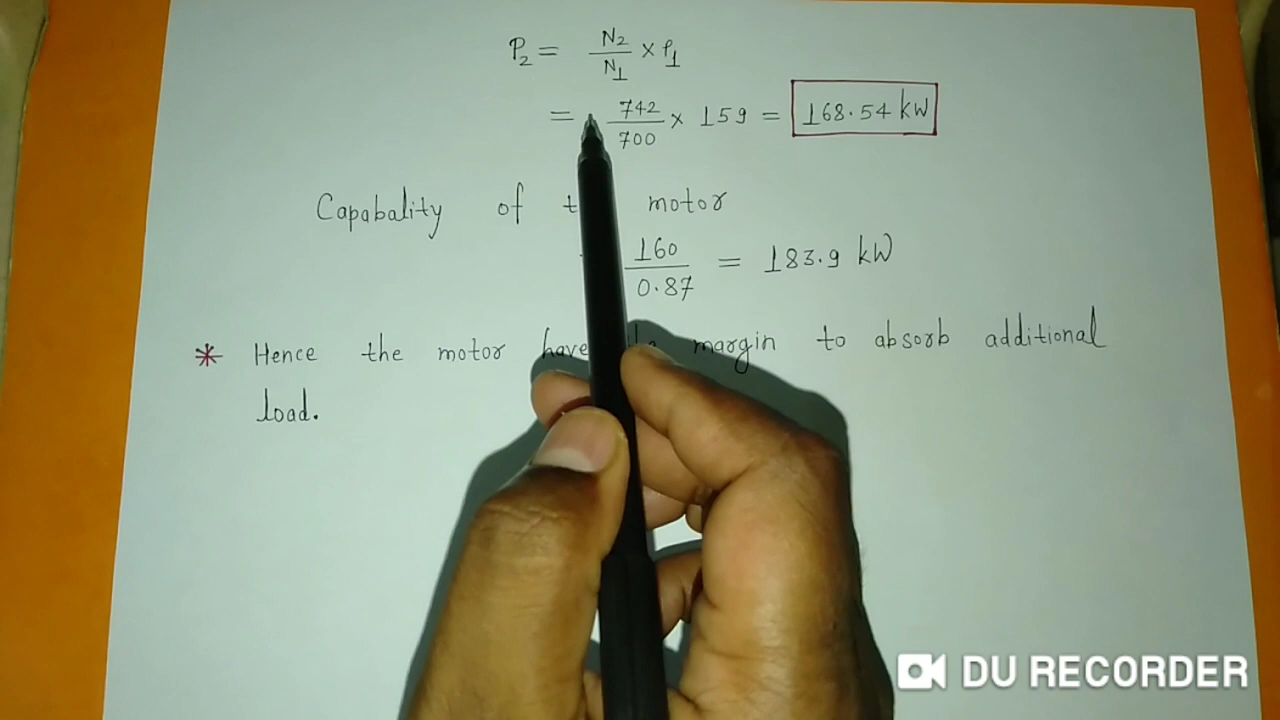 P₂ = N₂/N₁ × P₁
= 742/700 × 159 = 168.54 kW
Capabality of motor
160/0.87 = 183.9 kW
* Hence the motor have margin to absorb additional
load.
DU RECORDER